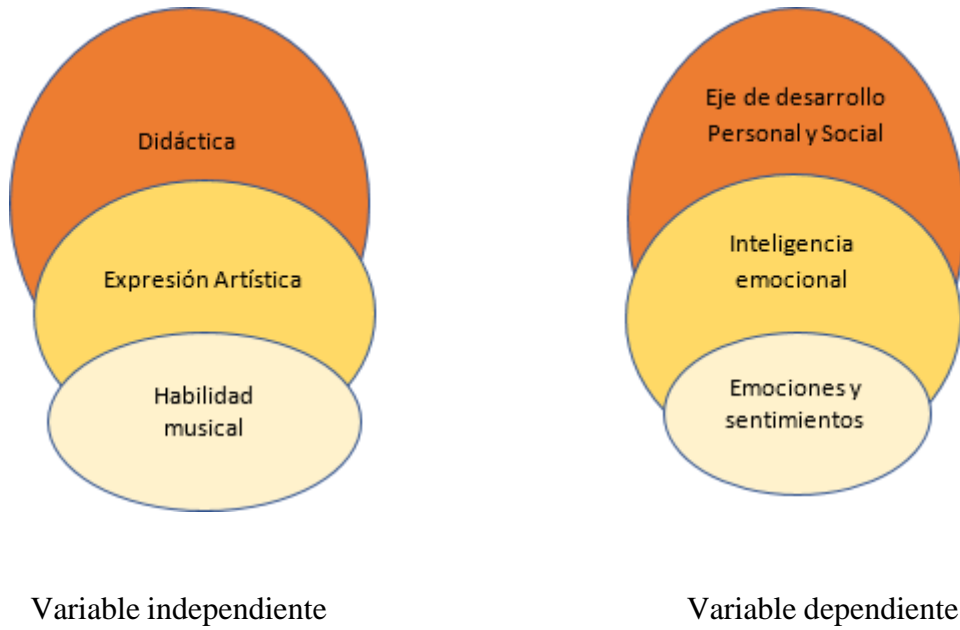 Didáctica
Expresión Artística
Habilidad
musical
Variable independiente
Eje de desarrollo
Personal y Social
Inteligencia
emocional
Emociones y
sentimientos
Variable dependiente